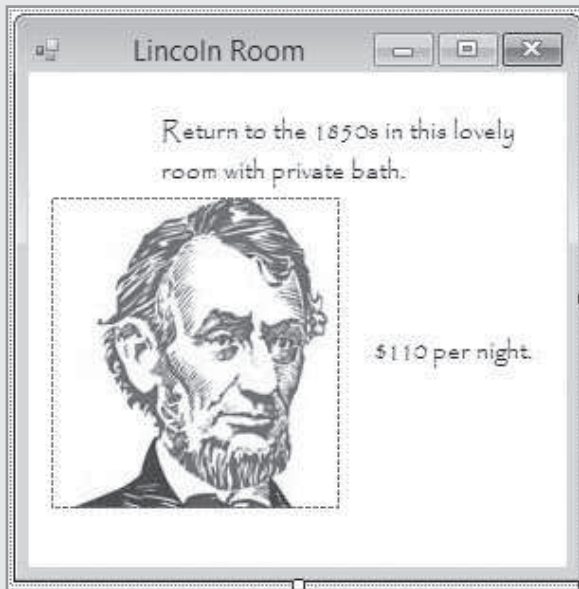 Lincoln Room
Return to the 1850s in this lovely
room with private bath.
$110 per night.